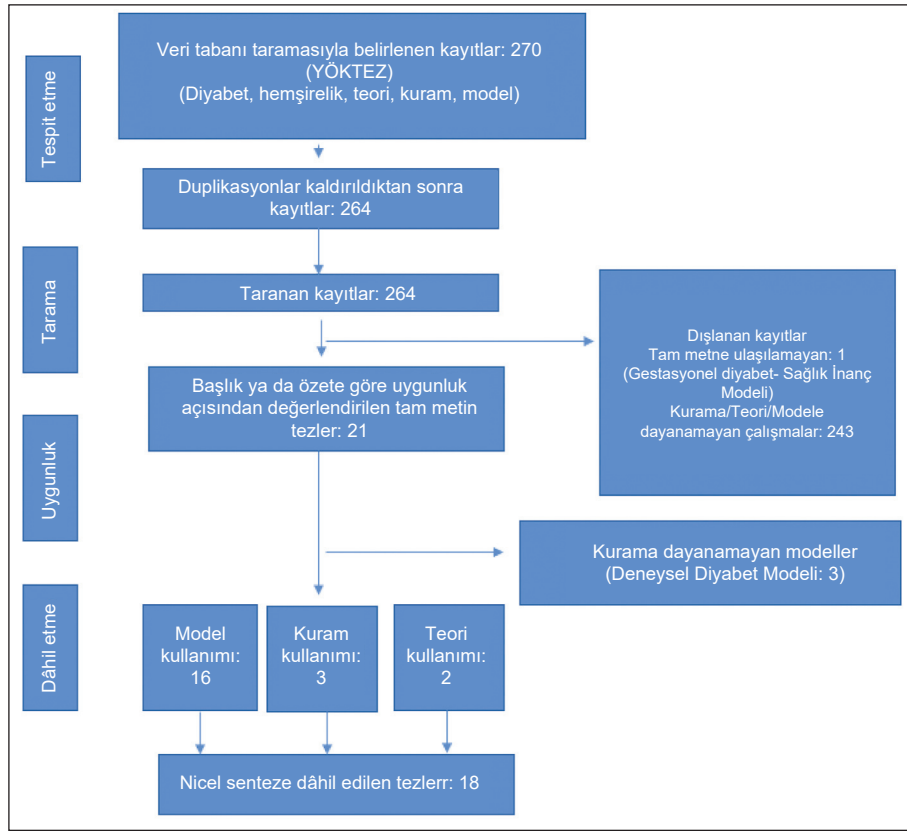 Tespit etme
Veri tabanı taramasıyla belirlenen kayıtlar: 270
(YÖKTEZ)
(Diyabet, hemşirelik, teori, kuram, model)
Duplikasyonlar kaldırıldıktan sonra
kayıtlar: 264
Tarama
Taranan kayıtlar: 264
Dışlanan kayıtlar
Tam metne ulaşılamayan: 1
(Gestasyonel diyabet- Sağlık İnanç
Modeli)
Kurama/Teori/Modele
dayanamayan çalışmalar: 243
Başlık ya da özete göre uygunluk
açısından değerlendirilen tam metin
tezler: 21
Uygunluk
Kurama dayanamayan modeller
(Deneysel Diyabet Modeli: 3)
Dâhil etme
Model
kullanımı:
16
Kuram
kullanımı:
3
Teori
kullanımı:
2
Nicel senteze dâhil edilen tezlerr: 18